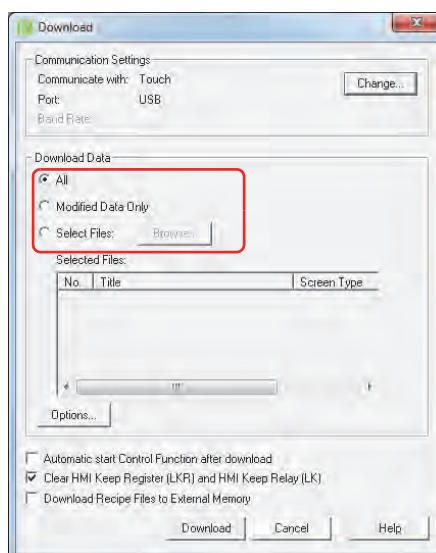 Download
Communication Settings
Communicate with: Touch
Change...
Port: USB
Baud Rate:
Download Data
All
Modified Data Only
Select Files: Browse...
Selected Files:
No. Title Screen Type
Options...
Automatic start Control Function after download
Clear HMI Keep Register (LKR) and HMI Keep Relay (LK)
Download Recipe Files to External Memory
Download Cancel Help